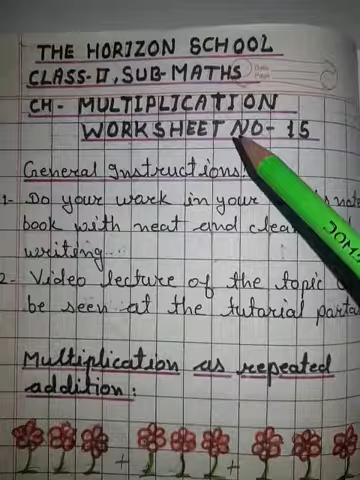 THE HORIZON SCHOOL
CLASS-II, SUB-MATHS
CH- MULTIPLICATION
WORKSHEET NO- 15
General Instructions
1- Do your work in your
book with neat and clear
writing...
2- Video lecture of the topic
be seen at the tutorial porta
Multiplication as repeated
addition:
+ +